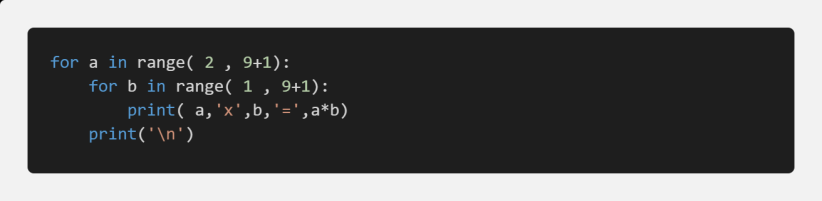 for a in range( 2 , 9+1):
    for b in range( 1 , 9+1):
        print( a,'x',b,'=',a*b)
    print('\n')